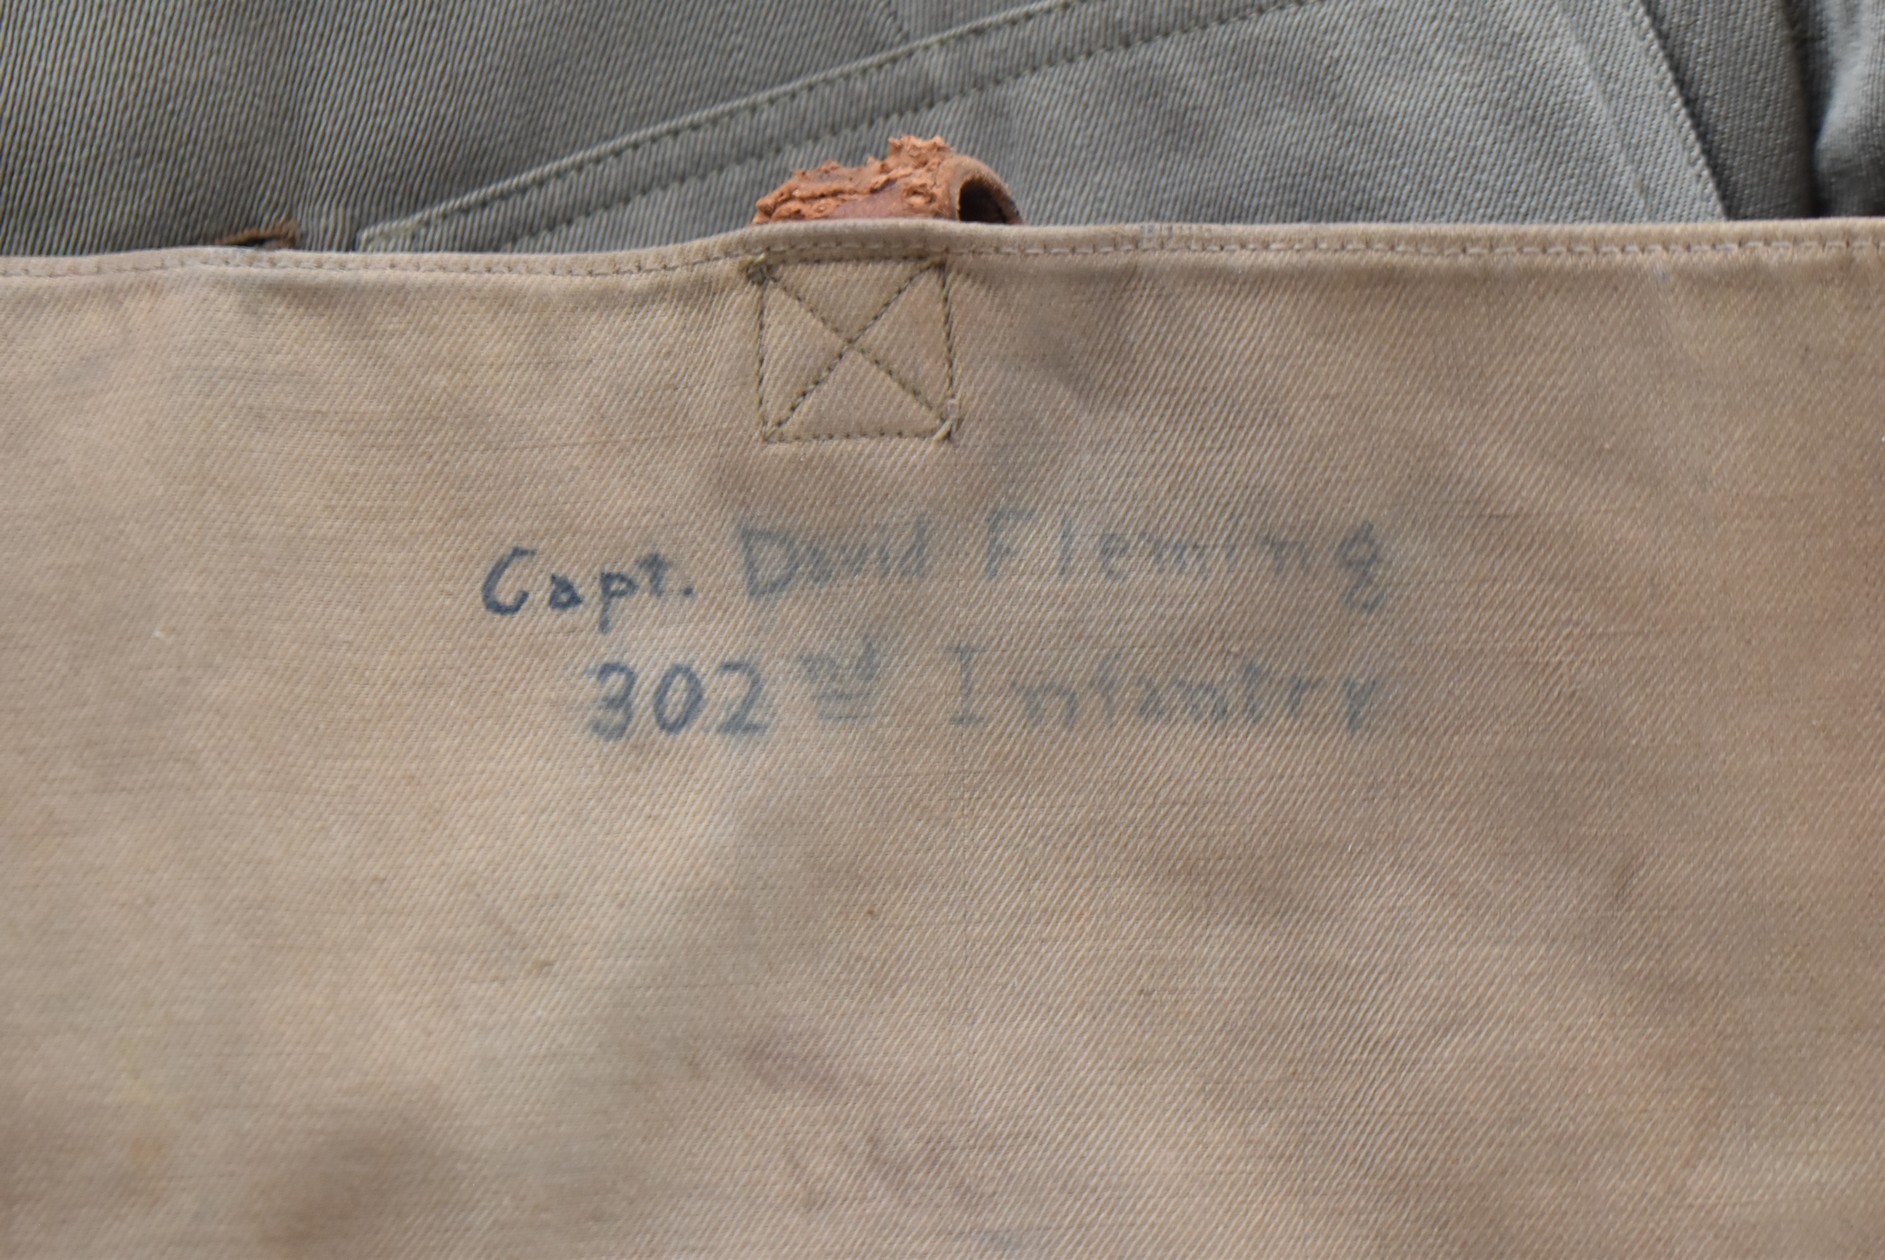 Capt. David Fleming
302nd Infantry